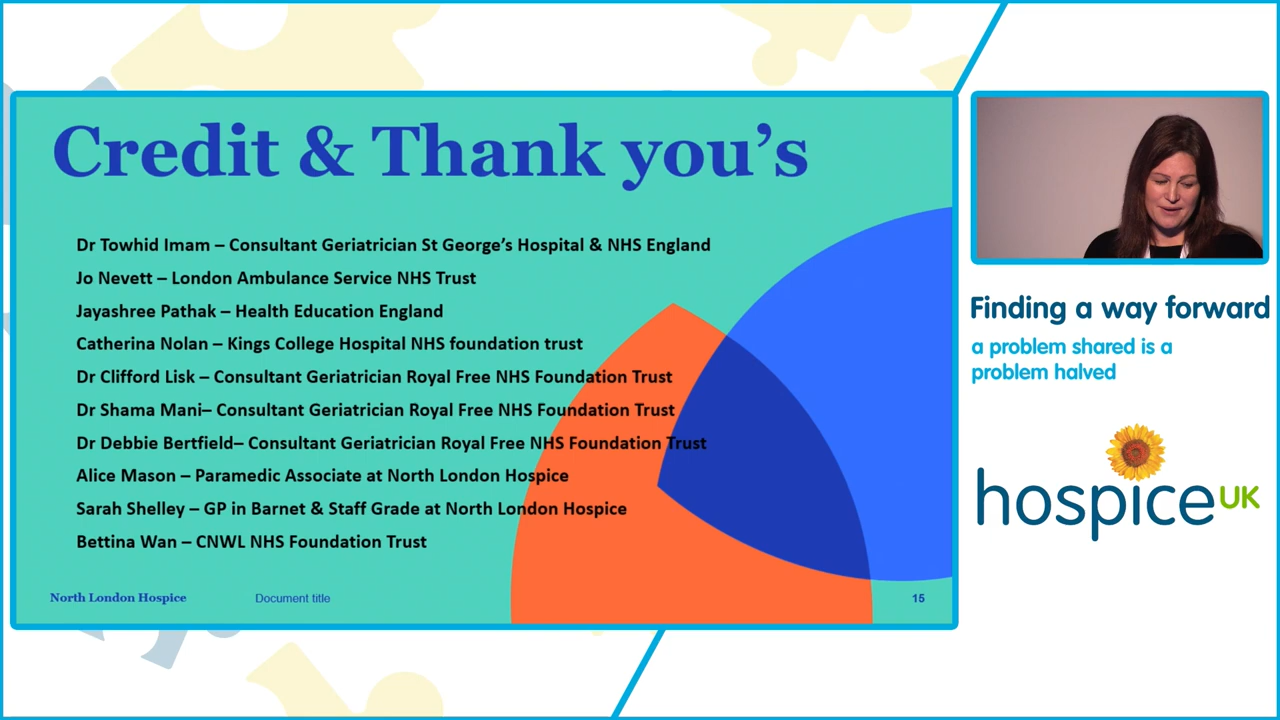 Credit & Thank you’s
Dr Towhid Imam – Consultant Geriatrician St George’s Hospital & NHS England
Jo Nevett – London Ambulance Service NHS Trust
Jayashree Pathak – Health Education England
Catherina Nolan – Kings College Hospital NHS foundation trust
Dr Clifford Lisk – Consultant Geriatrician Royal Free NHS Foundation Trust
Dr Shama Mani– Consultant Geriatrician Royal Free NHS Foundation Trust
Dr Debbie Bertfield– Consultant Geriatrician Royal Free NHS Foundation Trust
Alice Mason – Paramedic Associate at North London Hospice
Sarah Shelley – GP in Barnet & Staff Grade at North London Hospice
Bettina Wan – CNWL NHS Foundation Trust
North London Hospice
Document title
15
Finding a way forward
a problem shared is a
problem halved
hospice UK